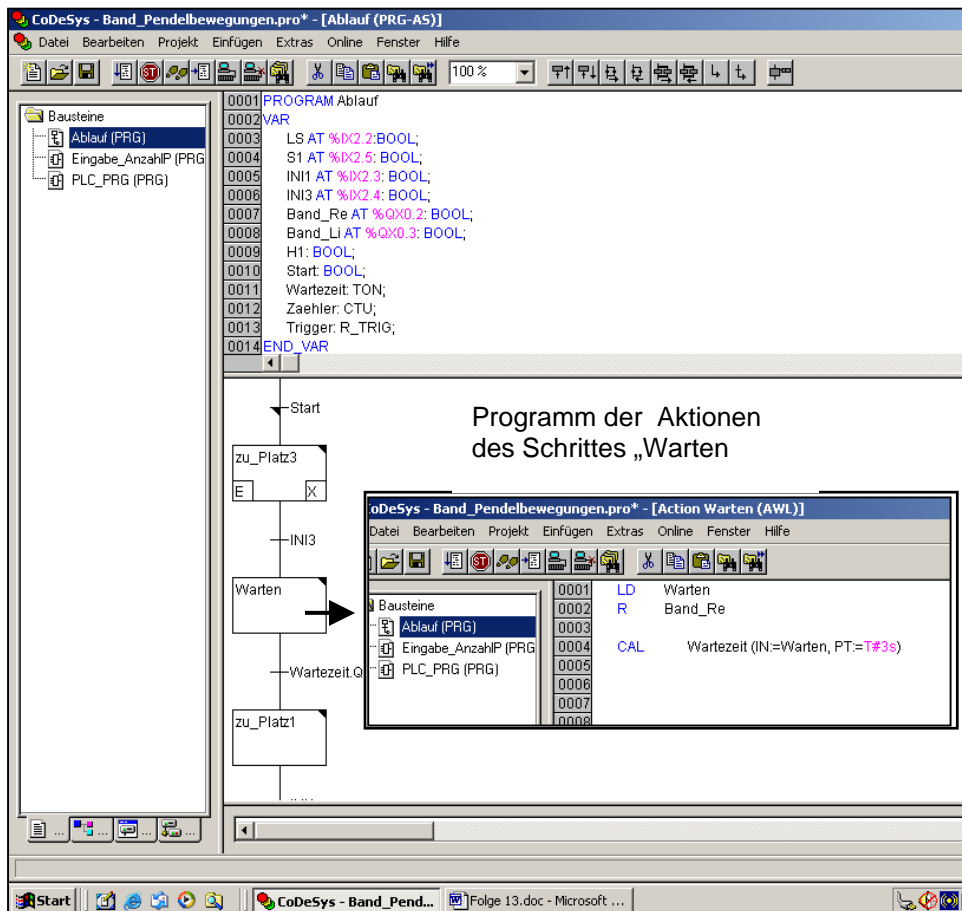 CoDeSys - Band_Pendelbewegungen.pro* - [Ablauf (PRG-AS)]
Datei Bearbeiten Projekt Einfügen Extras Online Fenster Hilfe
100 %
Bausteine
Ablauf (PRG)
Eingabe_AnzahlP (PRG
PLC_PRG (PRG)
0001 PROGRAM Ablauf
0002 VAR
0003 LS AT %IX2.2:BOOL;
0004 S1 AT %IX2.5: BOOL;
0005 INI1 AT %IX2.3: BOOL;
0006 INI3 AT %IX2.4: BOOL;
0007 Band_Re AT %QX0.2: BOOL;
0008 Band_Li AT %QX0.3: BOOL;
0009 H1: BOOL;
0010 Start: BOOL;
0011 Wartezeit: TON;
0012 Zaehler: CTU;
0013 Trigger: R_TRIG;
0014 END_VAR
Start
zu_Platz3
E X
INI3
Warten
Wartezeit.Q
zu_Platz1
Programm der Aktionen
des Schrittes „Warten
oDeSys - Band_Pendelbewegungen.pro* - [Action Warten (AWL)]
Datei Bearbeiten Projekt Einfügen Extras Online Fenster Hilfe
Bausteine
Ablauf (PRG)
Eingabe_AnzahlP (PRG
PLC_PRG (PRG)
0001 LD Warten
0002 R Band_Re
0003
0004 CAL Wartezeit (IN:=Warten, PT:=T#3s)
0005
0006
0007
0008
... ... ... ...
Start
CoDeSys - Band_Pend...
Folge 13.doc - Microsoft ...